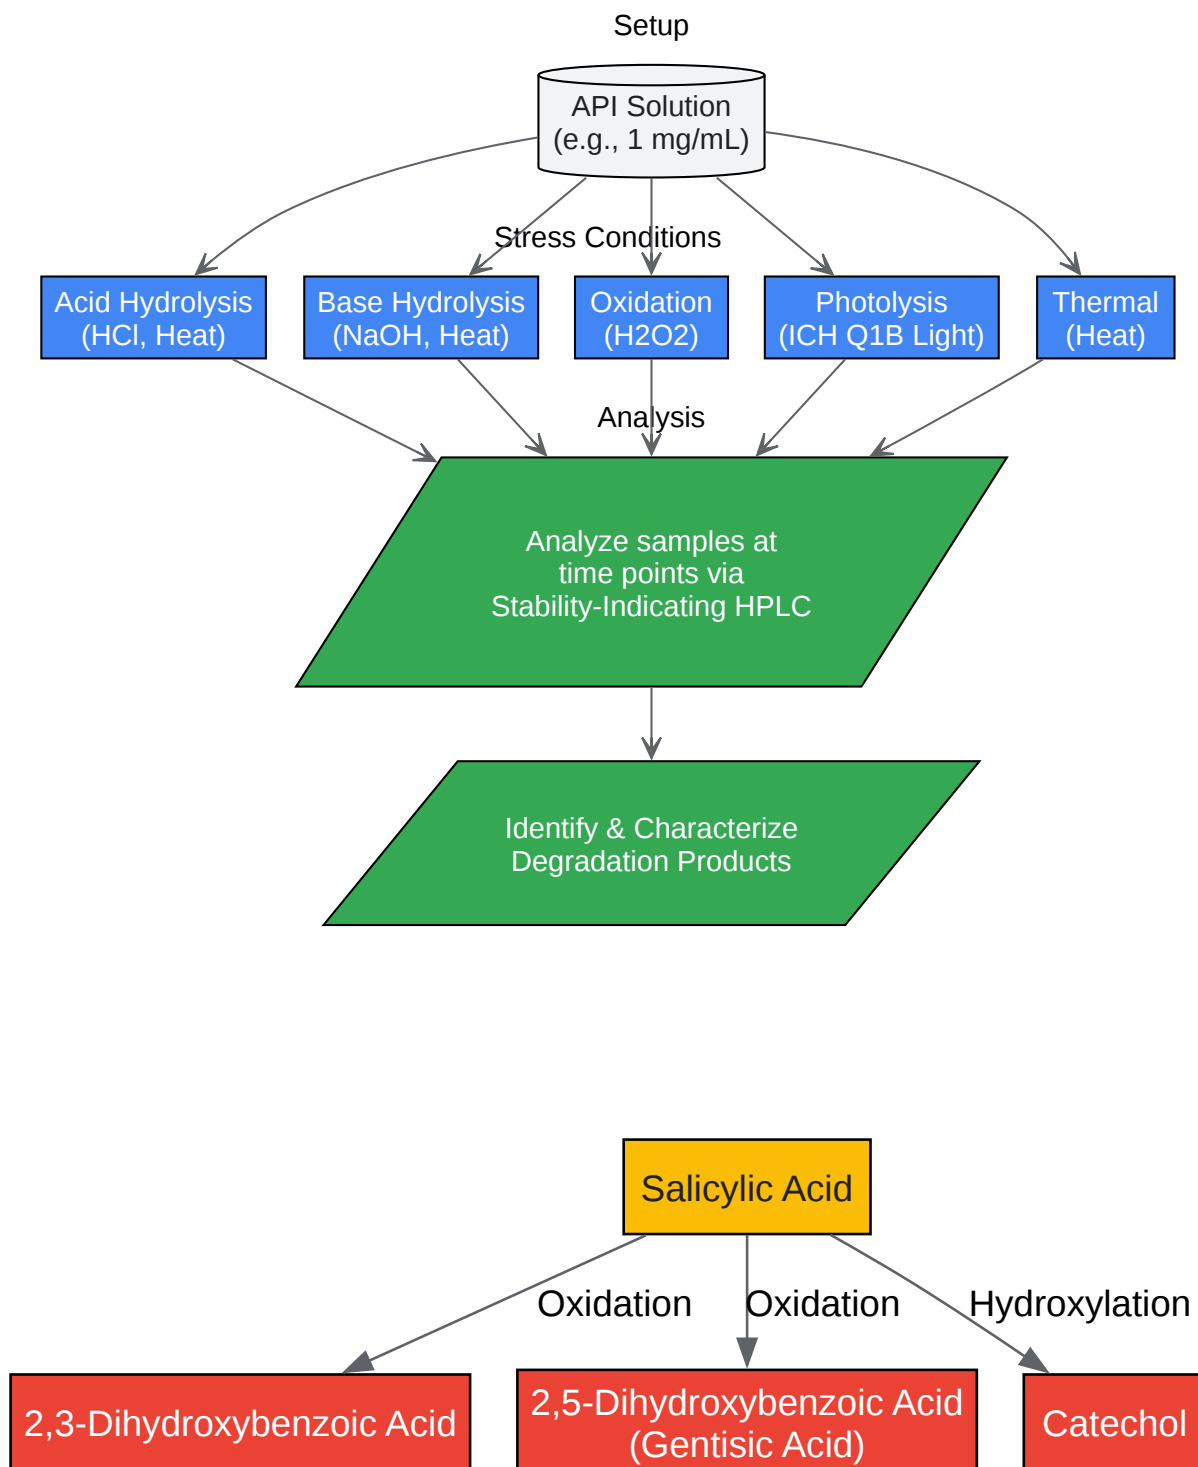 Setup
API Solution
(e.g., 1 mg/mL)
Stress Conditions
Acid Hydrolysis
(HCl, Heat)
Base Hydrolysis
(NaOH, Heat)
Oxidation
(H2O2)
Photolysis
(ICH Q1B Light)
Thermal
(Heat)
Analysis
Analyze samples at
time points via
Stability-Indicating HPLC
Identify & Characterize
Degradation Products
Salicylic Acid
Oxidation
Oxidation
Hydroxylation
2,3-Dihydroxybenzoic Acid
2,5-Dihydroxybenzoic Acid
(Gentisic Acid)
Catechol